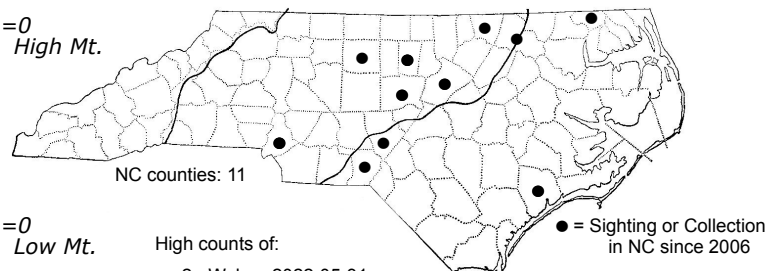 =0
High Mt.
NC counties: 11
=0
Low Mt.
High counts of:
● = Sighting or Collection
in NC since 2006